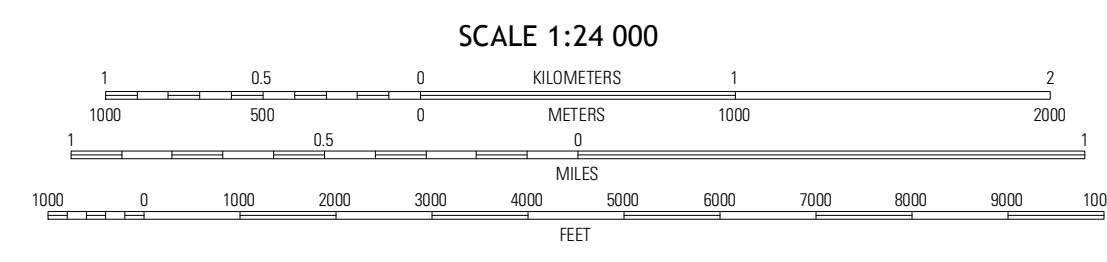 SCALE 1:24 000
1 0.5 0 KILOMETERS 1 2
1000 500 0 METERS 1000 2000
1 0.5 0 1
MILES
1000 0 1000 2000 3000 4000 5000 6000 7000 8000 9000 100
FEET